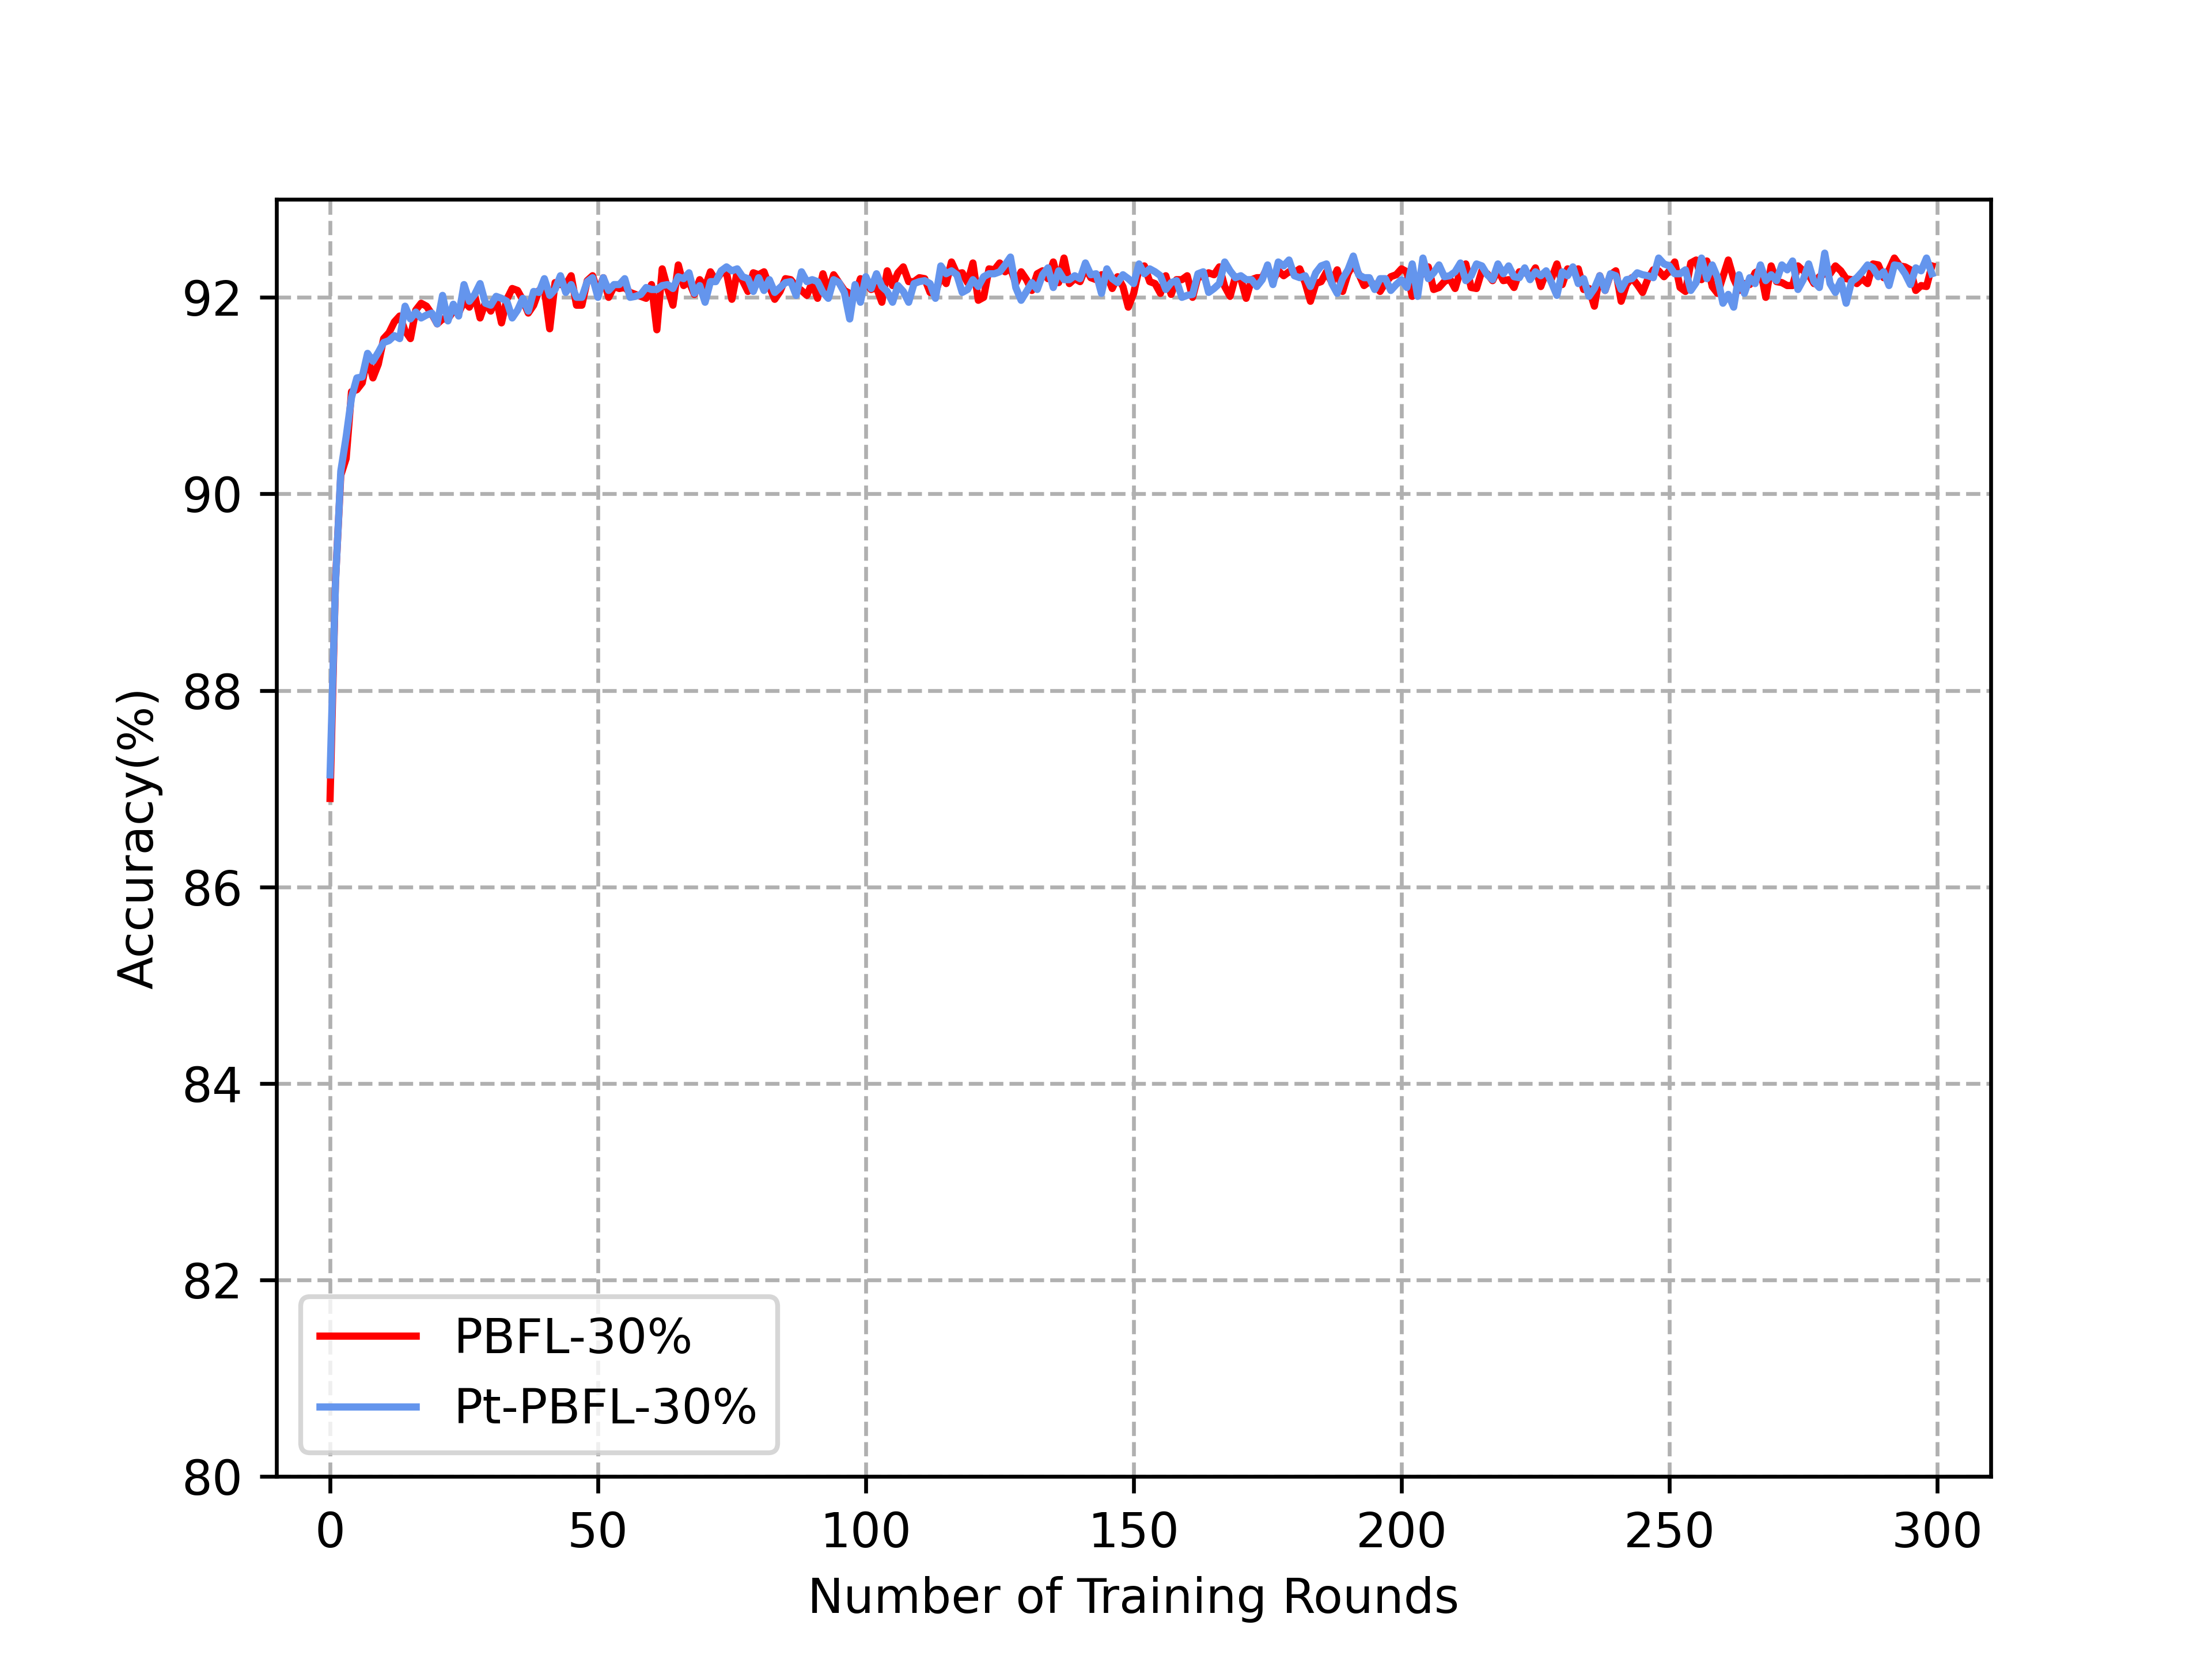 92
90
88
86
84
82
80
Accuracy(%)
PBFL-30%
Pt-PBFL-30%
0 50 100 150 200 250 300
Number of Training Rounds